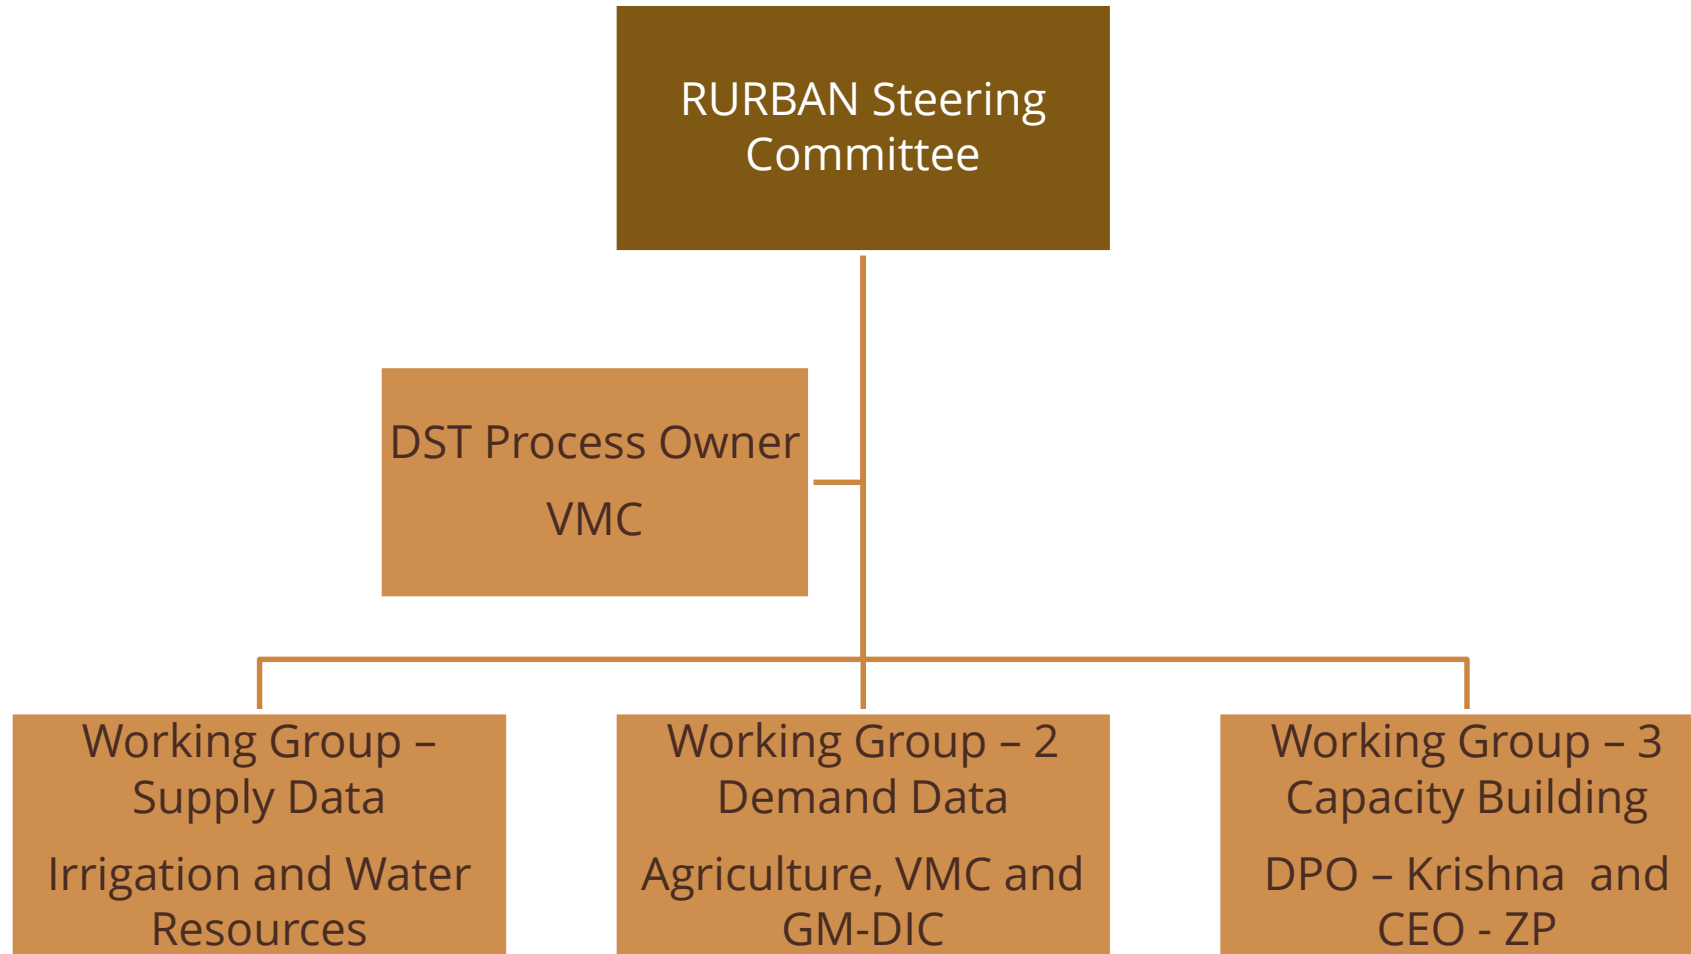 RURBAN Steering
Committee
DST Process Owner
VMC
Working Group –
Supply Data
Irrigation and Water
Resources
Working Group – 2
Demand Data
Agriculture, VMC and
GM-DIC
Working Group – 3
Capacity Building
DPO – Krishna  and
CEO - ZP